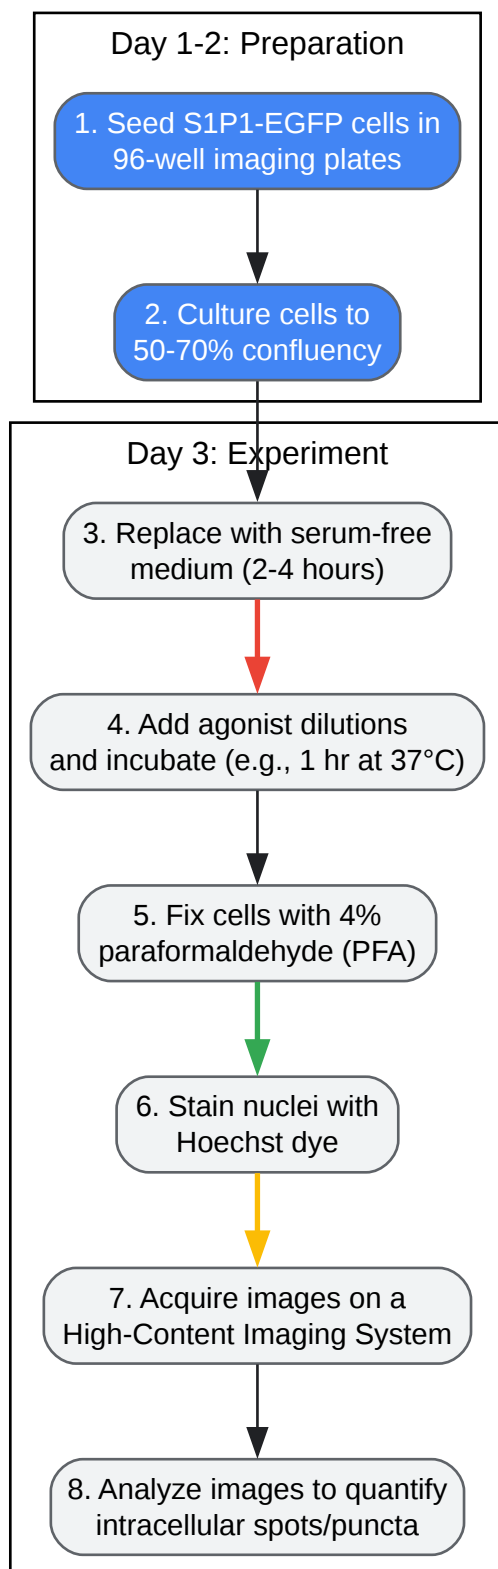 Day 1-2: Preparation
1. Seed S1P1-EGFP cells in
96-well imaging plates
2. Culture cells to
50-70% confluency
Day 3: Experiment
3. Replace with serum-free
medium (2-4 hours)
4. Add agonist dilutions
and incubate (e.g., 1 hr at 37°C)
5. Fix cells with 4%
paraformaldehyde (PFA)
6. Stain nuclei with
Hoechst dye
7. Acquire images on a
High-Content Imaging System
8. Analyze images to quantify
intracellular spots/puncta